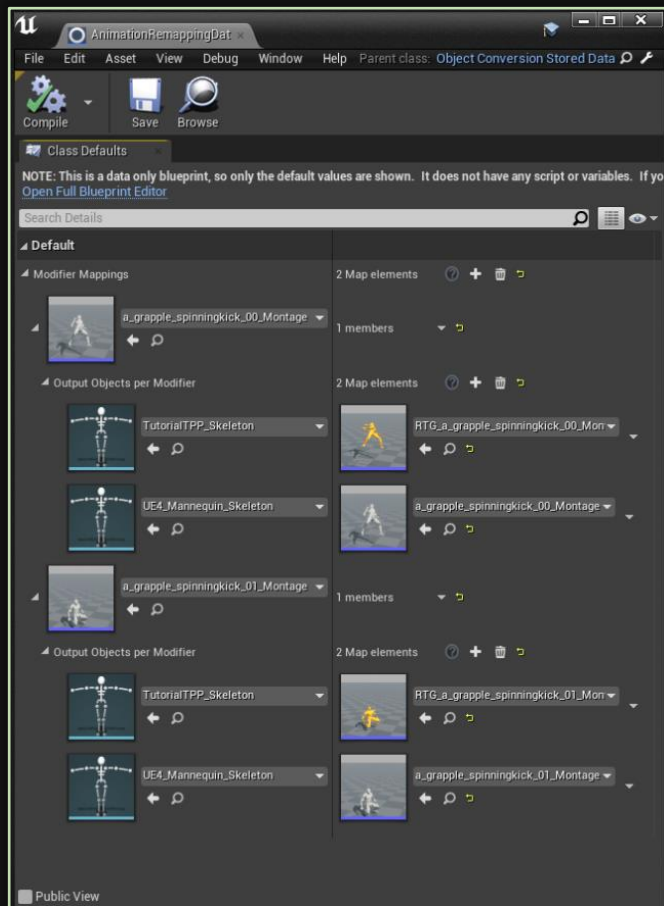 AnimationRemappingDat
File Edit Asset View Debug Window Help Parent class: Object Conversion Stored Data
Compile Save Browse
Class Defaults
NOTE: This is a data only blueprint, so only the default values are shown. It does not have any script or variables. If yo
Open Full Blueprint Editor
Search Details
Default
Modifier Mappings 2 Map elements
a_grapple_spinningkick_00_Montage 1 members
Output Objects per Modifier 2 Map elements
TutorialTPP_Skeleton RTG_a_grapple_spinningkick_00_Mon
UE4_Mannequin_Skeleton a_grapple_spinningkick_00_Montage
a_grapple_spinningkick_01_Montage 1 members
Output Objects per Modifier 2 Map elements
TutorialTPP_Skeleton RTG_a_grapple_spinningkick_01_Mon
UE4_Mannequin_Skeleton a_grapple_spinningkick_01_Montage
Public View